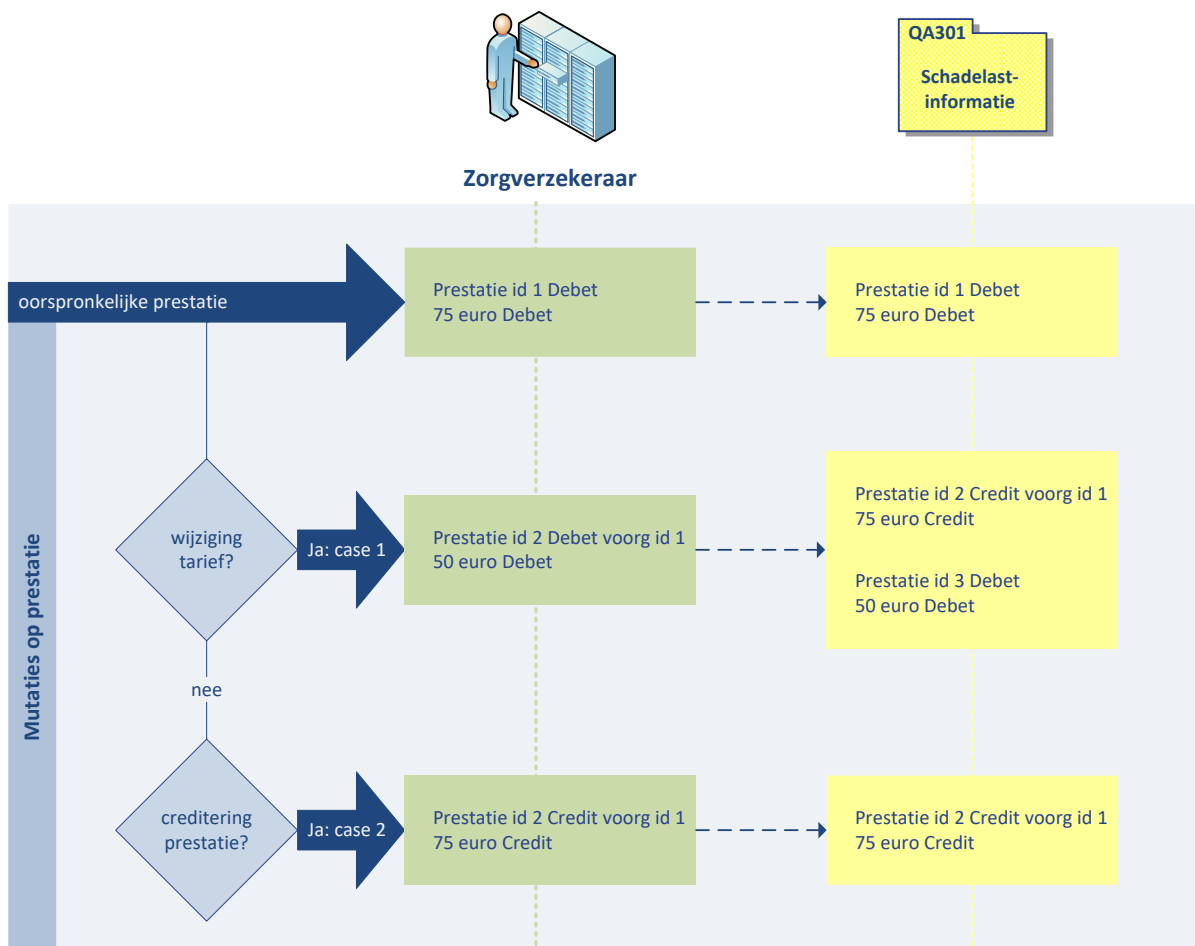 QA301
Schadelast-
informatie
Zorgverzekeraar
oorspronkelijke prestatie
Prestatie id 1 Debet
75 euro Debet
Prestatie id 1 Debet
75 euro Debet
Mutaties op prestatie
wijziging
tarief?
Ja: case 1
Prestatie id 2 Debet voorg id 1
50 euro Debet
Prestatie id 2 Credit voorg id 1
75 euro Credit
Prestatie id 3 Debet
50 euro Debet
nee
creditering
prestatie?
Ja: case 2
Prestatie id 2 Credit voorg id 1
75 euro Credit
Prestatie id 2 Credit voorg id 1
75 euro Credit